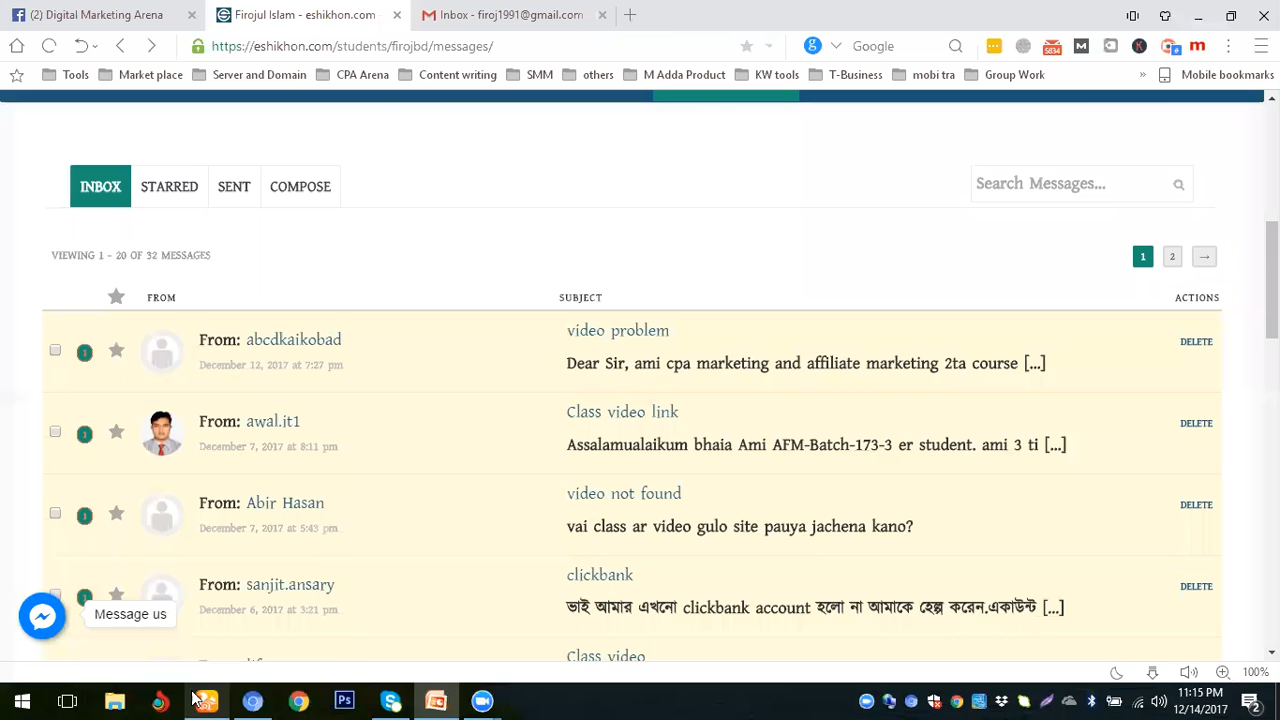 (2) Digital Marketing Arena
Firojul Islam - eshikhon.com
Inbox - firoj1991@gmail.com
https://eshikhon.com/students/firojbd/messages/
Google
5834
Tools
Market place
Server and Domain
CPA Arena
Content writing
SMM
others
M Adda Product
KW tools
T-Business
mobi tra
Group Work
Mobile bookmarks
INBOX
STARRED
SENT
COMPOSE
Search Messages...
VIEWING 1 - 20 OF 32 MESSAGES
1
2
→
FROM
SUBJECT
ACTIONS
From: abcdkaikobad
December 12, 2017 at 7:27 pm
video problem
Dear Sir, ami cpa marketing and affiliate marketing 2ta course [...]
DELETE
From: awal.jt1
December 7, 2017 at 8:11 pm
Class video link
Assalamualaikum bhaia Ami AFM-Batch-173-3 er student. ami 3 ti [...]
DELETE
From: Abir Hasan
December 7, 2017 at 5:43 pm
video not found
vai class ar video gulo site pauya jachena kano?
DELETE
From: sanjit.ansary
December 6, 2017 at 3:21 pm
clickbank
ভাই আমার এখনো clickbank account হলো না আমাকে হেল্প করেন.একাউন্ট [...]
DELETE
Class video
Message us
100%
11:15 PM
12/14/2017